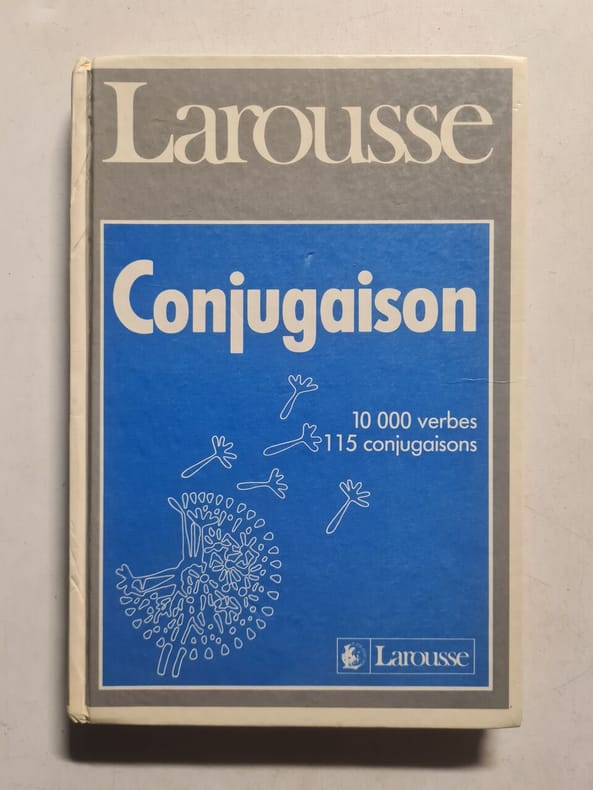 Larousse
Conjugaison
10 000 verbes
115 conjugaisons
Larousse